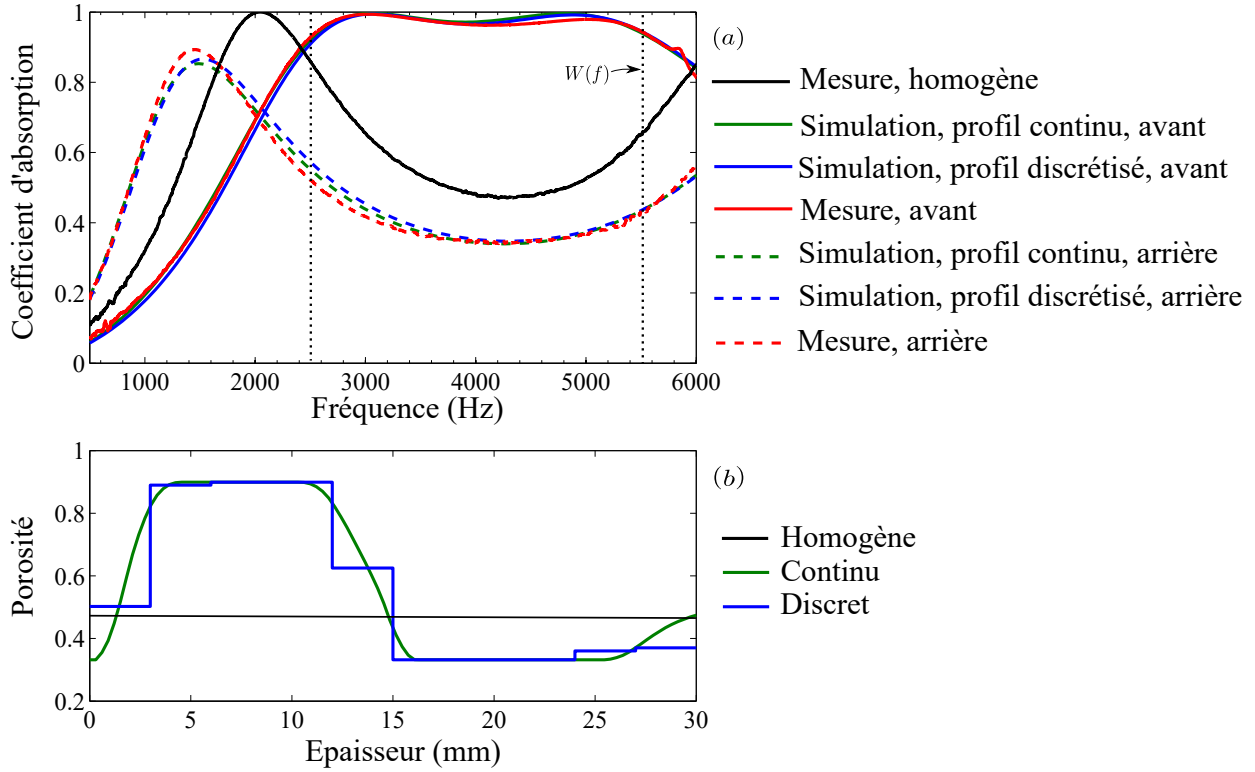 1
0.8
0.6
0.4
0.2
0
Coefficient d'absorption
W(f)
1000
2000
3000
4000
5000
6000
Fréquence (Hz)
(a)
Mesure, homogène
Simulation, profil continu, avant
Simulation, profil discrétisé, avant
Mesure, avant
Simulation, profil continu, arrière
Simulation, profil discrétisé, arrière
Mesure, arrière
1
0.8
0.6
0.4
0.2
Porosité
0
5
10
15
20
25
30
Epaisseur (mm)
(b)
Homogène
Continu
Discret